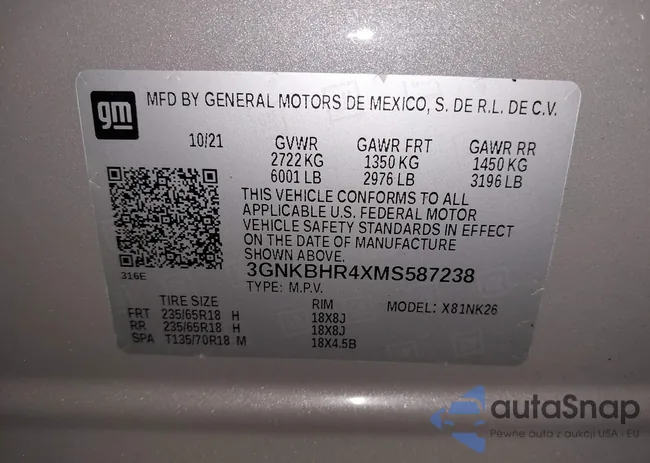 gm
MFD BY GENERAL MOTORS DE MEXICO, S. DE R.L. DE C.V.
10/21 GVWR GAWR FRT GAWR RR
2722 KG 1350 KG 1450 KG
6001 LB 2976 LB 3196 LB
THIS VEHICLE CONFORMS TO ALL
APPLICABLE U.S. FEDERAL MOTOR
VEHICLE SAFETY STANDARDS IN EFFECT
ON THE DATE OF MANUFACTURE
SHOWN ABOVE.
316E
3GNKBHR4XMS587238
TYPE: M.P.V.
TIRE SIZE RIM MODEL: X81NK26
FRT 235/65R18 H 18X8J
RR 235/65R18 H 18X8J
SPA T135/70R18 M 18X4.5B
autaSnap
Pewne auta z aukcji USA - EU